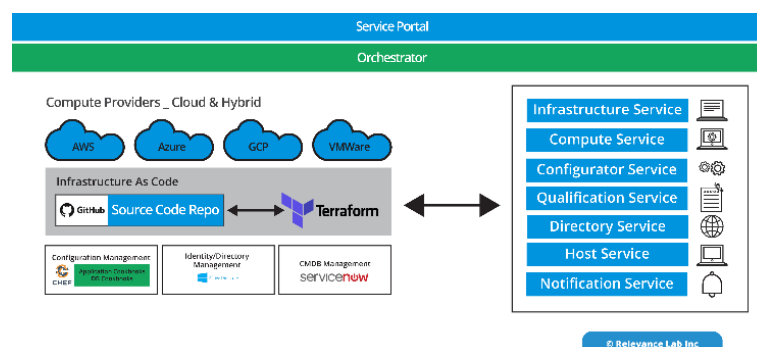 Service Portal
Orchestrator
Compute Providers _ Cloud & Hybrid
AWS
Azure
GCP
VMWare
Infrastructure As Code
GitHub
Source Code Repo
Terraform
Configuration Management
CHEF
Application Cookbooks
OS Cookbooks
Identity/Directory
Management
CMDB Management
servicenow
Infrastructure Service
Compute Service
Configurator Service
Qualification Service
Directory Service
Host Service
Notification Service
© Relevance Lab Inc